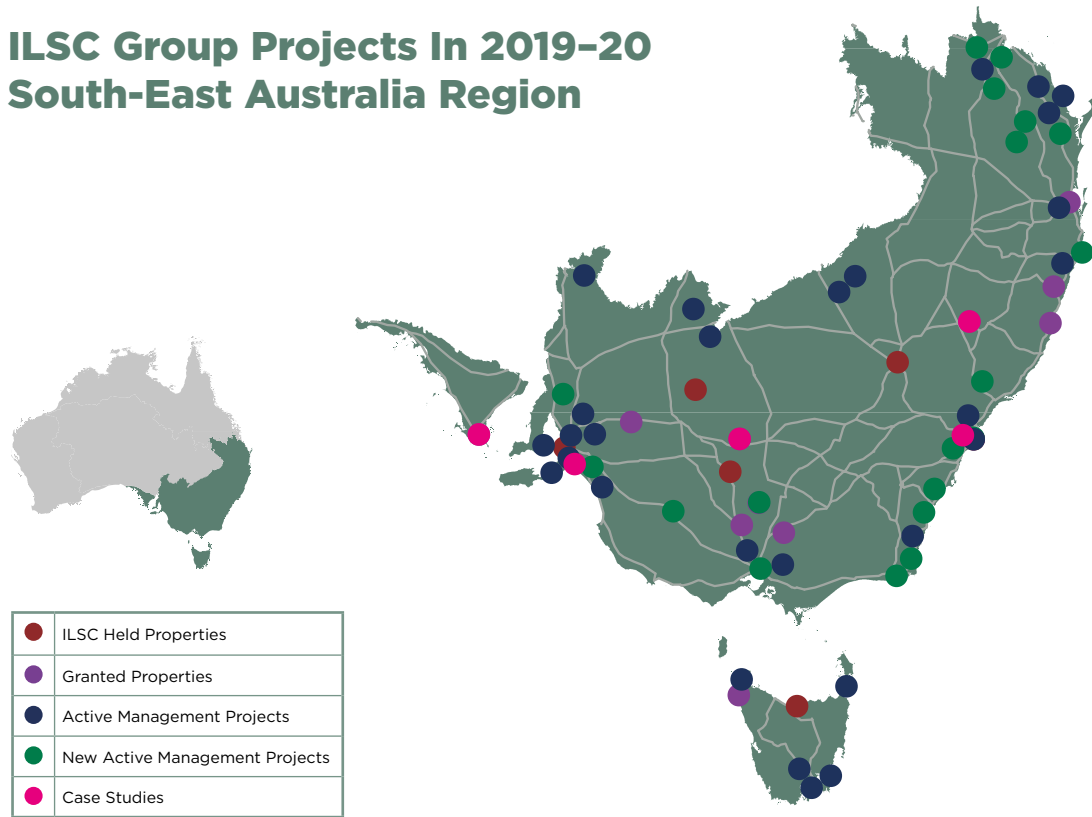 ILSC Group Projects In 2019–20
South-East Australia Region
ILSC Held Properties
Granted Properties
Active Management Projects
New Active Management Projects
Case Studies